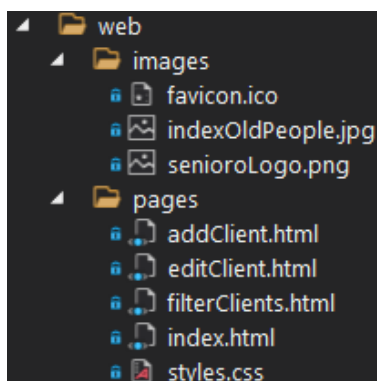 web
images
favicon.ico
indexOldPeople.jpg
senioroLogo.png
pages
addClient.html
editClient.html
filterClients.html
index.html
styles.css